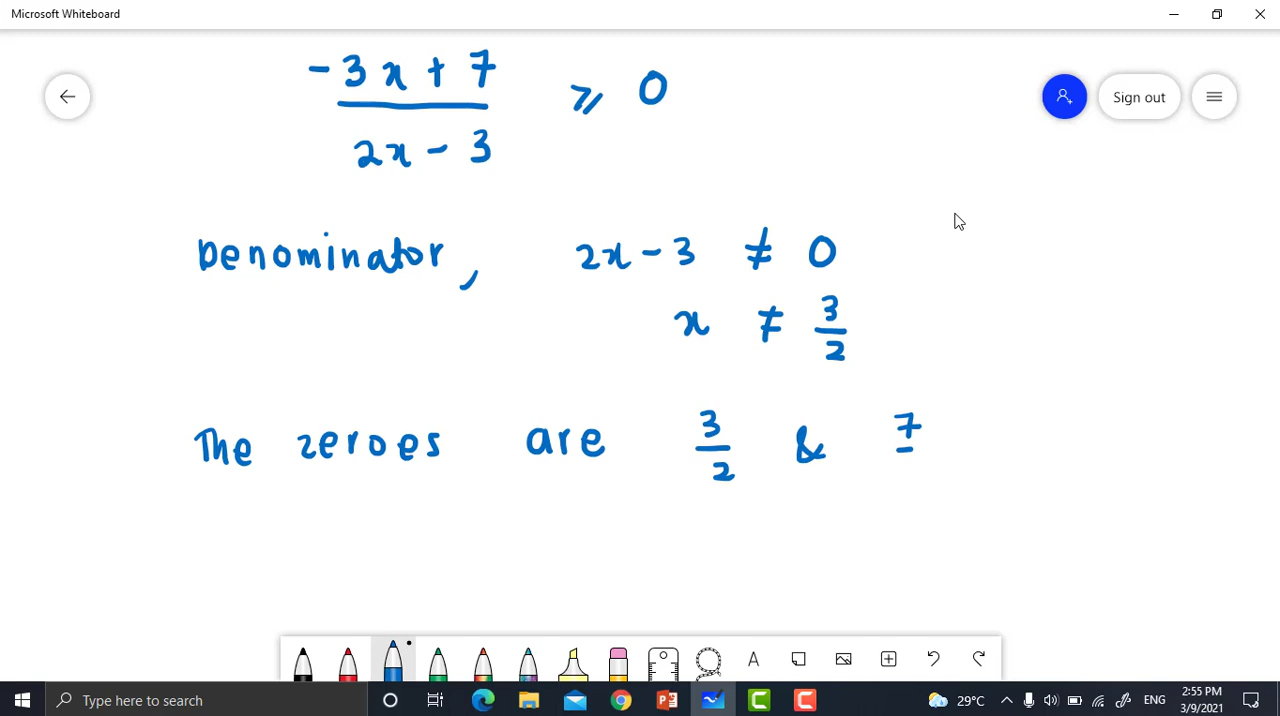 Microsoft Whiteboard
-3x + 7
2x - 3
⩾ 0
Sign out
Denominator, 2x - 3 ≠ 0
x ≠ 3/2
The zeroes are 3/2 & 7
A
Type here to search
29°C
ENG
2:55 PM
3/9/2021